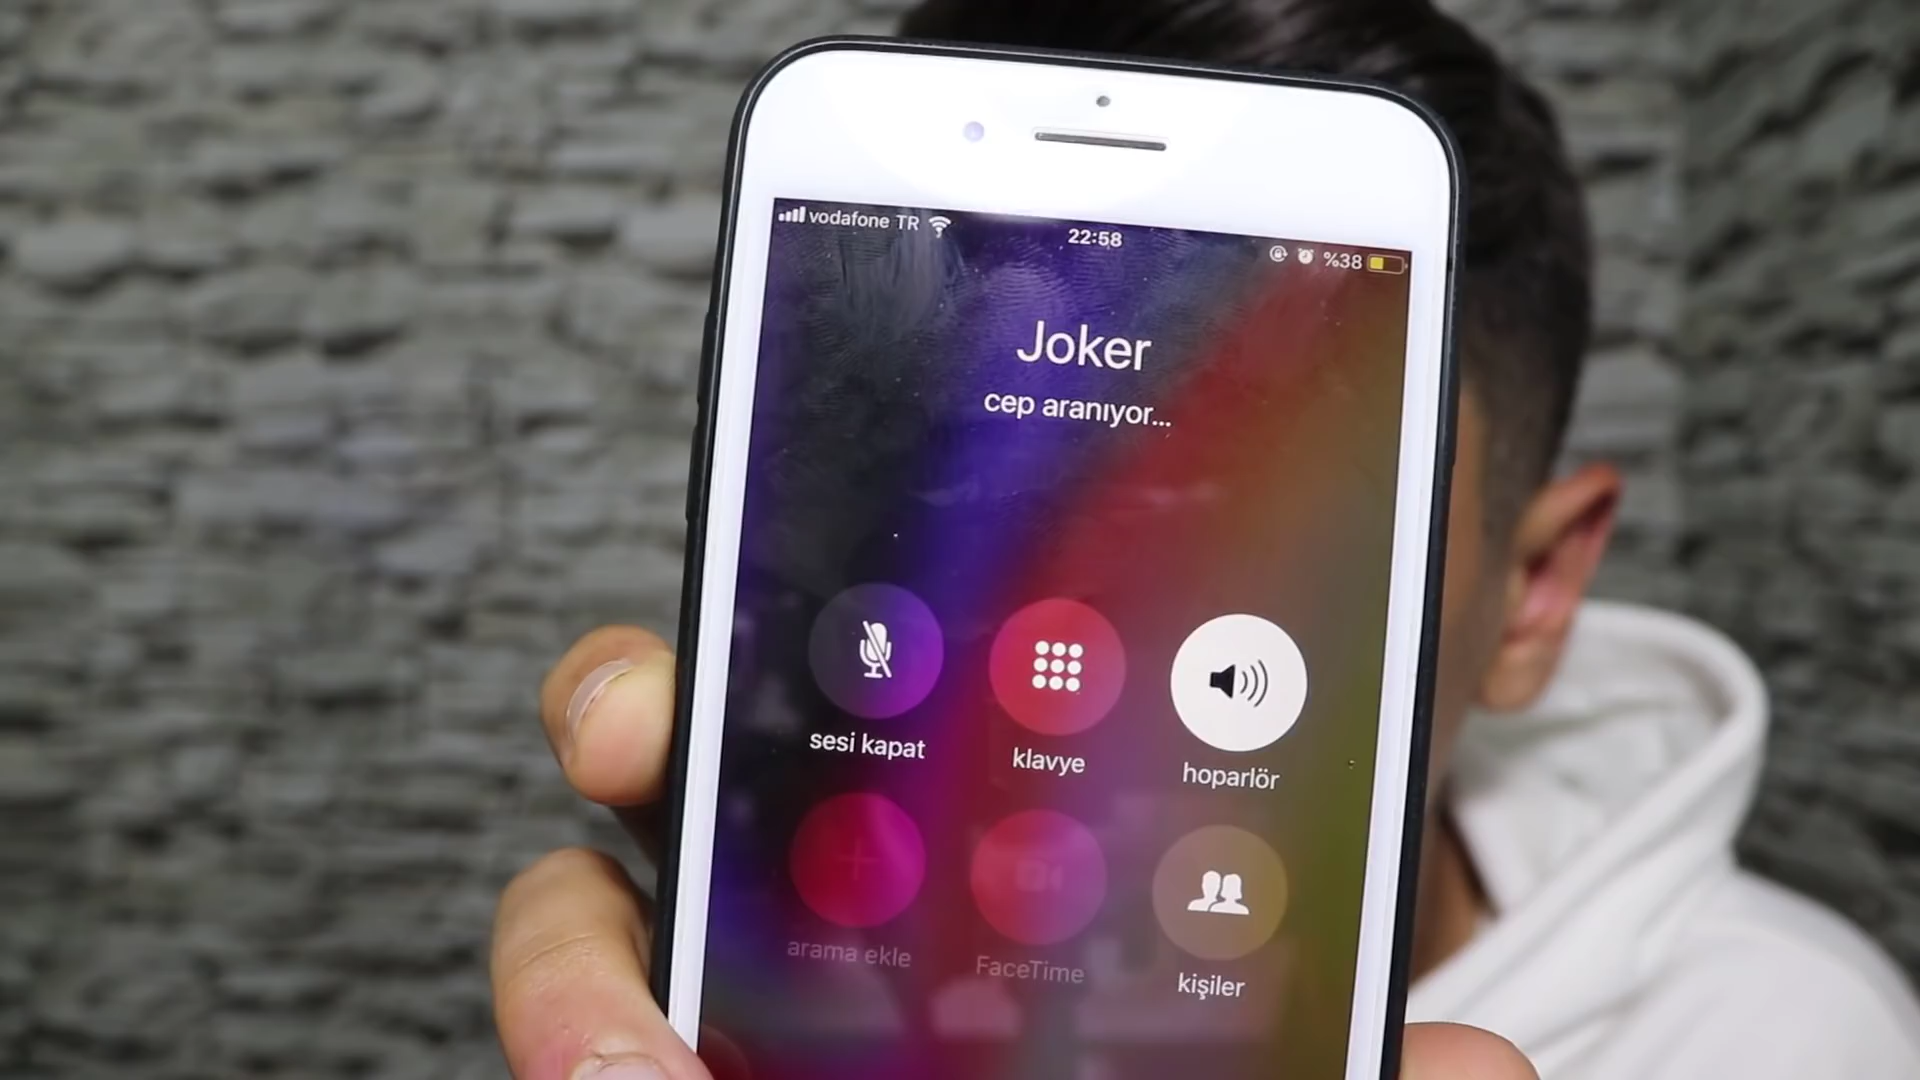 vodafone TR 22:58 %38
Joker
cep aranıyor...
sesi kapat klavye hoparlör
arama ekle FaceTime kişiler